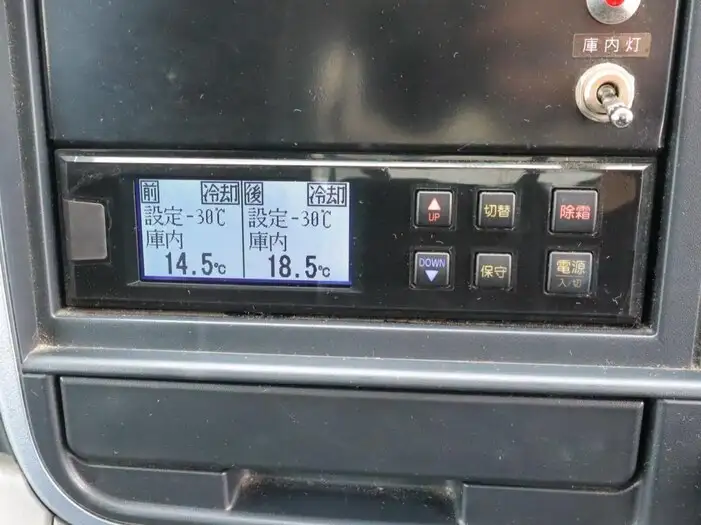 庫内灯
前 冷却 後 冷却
設定-30℃ 設定-30℃
庫内 庫内
14.5℃ 18.5℃
UP 切替 除霜
DOWN 保守 電源
入/切